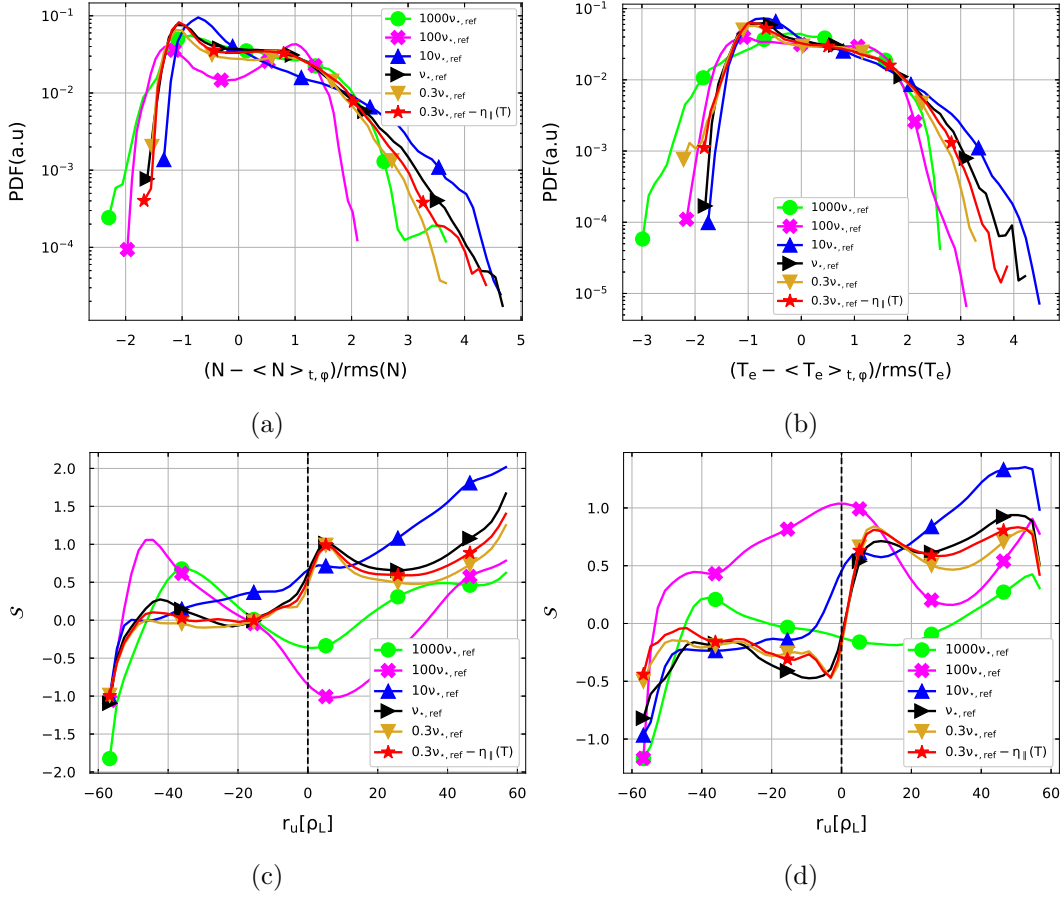 10⁻¹
10⁻²
10⁻³
10⁻⁴
PDF(a.u)
1000ν⋆,ref
100ν⋆,ref
10ν⋆,ref
ν⋆,ref
0.3ν⋆,ref
0.3ν⋆,ref − η∥(T)
−2 −1 0 1 2 3 4 5
(N − <N>t,φ)/rms(N)
(a)
10⁻¹
10⁻²
10⁻³
10⁻⁴
10⁻⁵
PDF(a.u)
1000ν⋆,ref
100ν⋆,ref
10ν⋆,ref
ν⋆,ref
0.3ν⋆,ref
0.3ν⋆,ref − η∥(T)
−3 −2 −1 0 1 2 3 4
(Te − <Te>t,φ)/rms(Te)
(b)
2.0
1.5
1.0
0.5
0.0
−0.5
−1.0
−1.5
−2.0
S
1000ν⋆,ref
100ν⋆,ref
10ν⋆,ref
ν⋆,ref
0.3ν⋆,ref
0.3ν⋆,ref − η∥(T)
−60 −40 −20 0 20 40 60
ru[ρL]
(c)
1.0
0.5
0.0
−0.5
−1.0
S
1000ν⋆,ref
100ν⋆,ref
10ν⋆,ref
ν⋆,ref
0.3ν⋆,ref
0.3ν⋆,ref − η∥(T)
−60 −40 −20 0 20 40 60
ru[ρL]
(d)